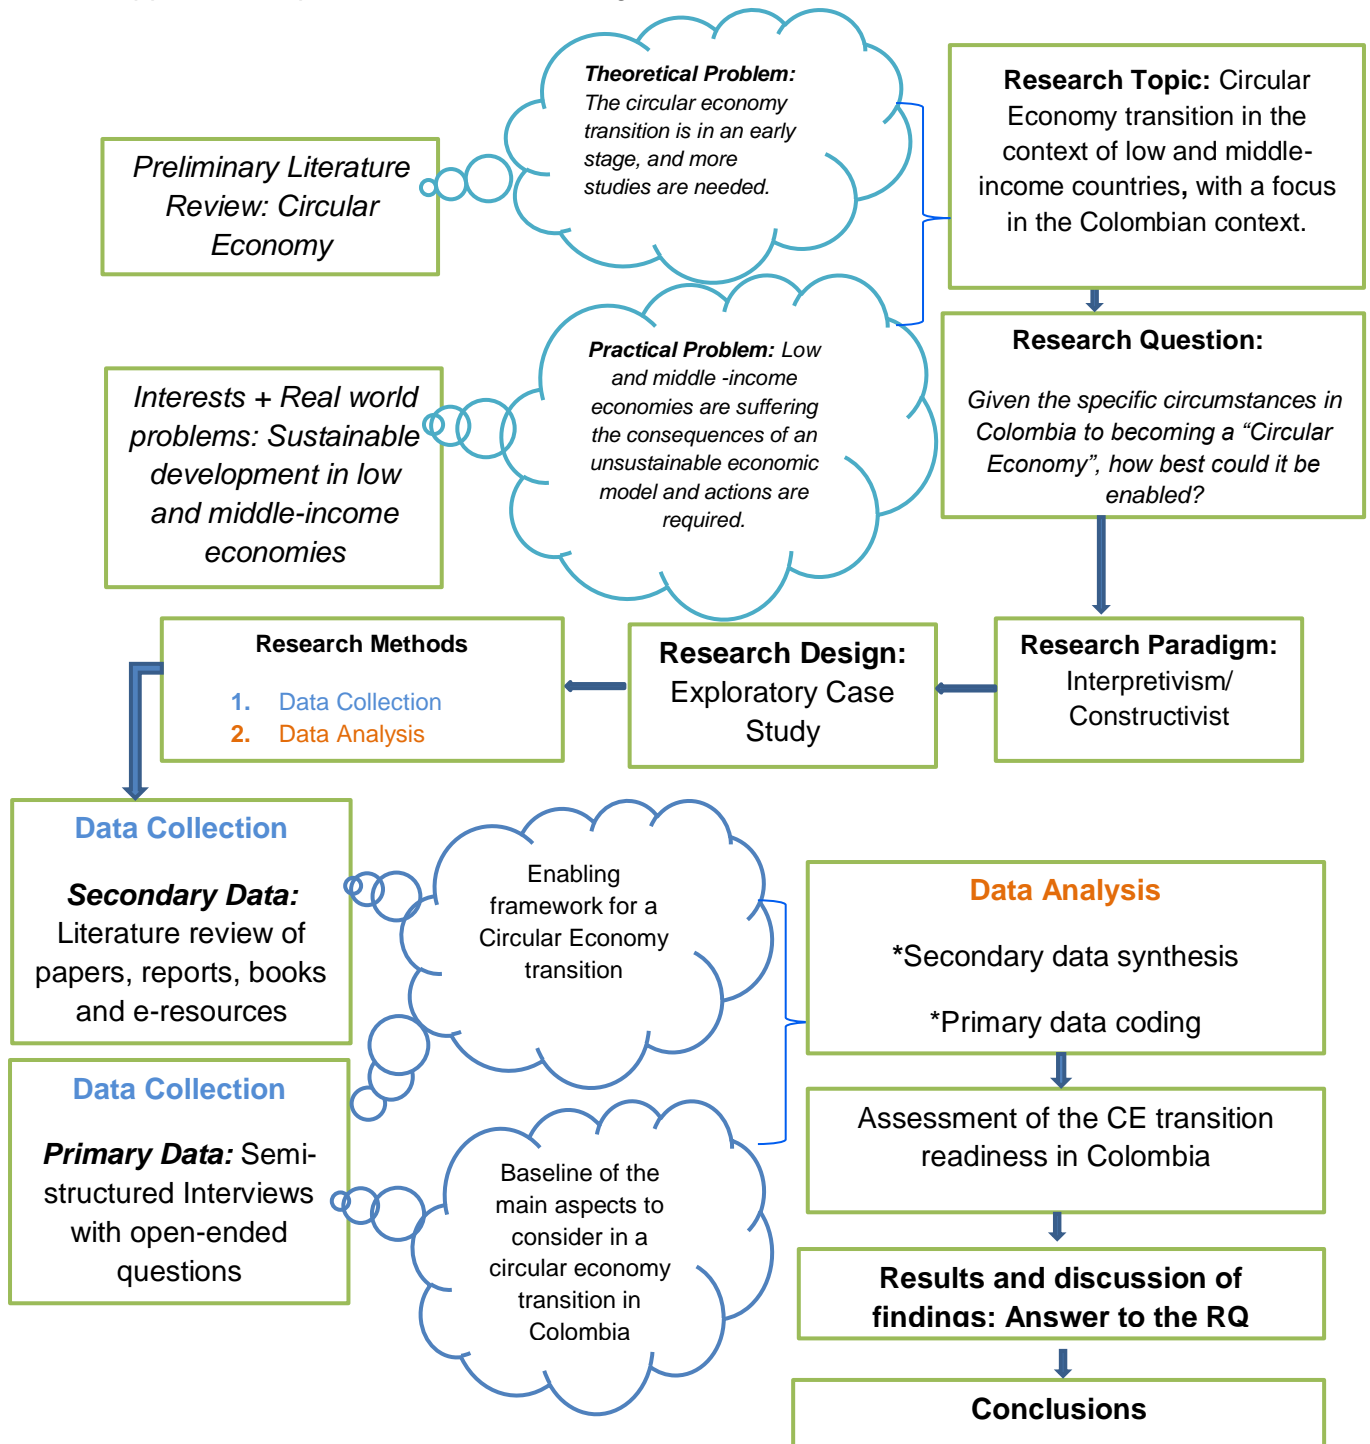 Theoretical Problem:
The circular economy
transition is in an early
stage, and more
studies are needed.
Research Topic: Circular
Economy transition in the
context of low and middle-
income countries, with a focus
in the Colombian context.
Preliminary Literature
Review: Circular
Economy
Practical Problem: Low
and middle -income
economies are suffering
the consequences of an
unsustainable economic
model and actions are
required.
Research Question:
Given the specific circumstances in
Colombia to becoming a “Circular
Economy”, how best could it be
enabled?
Interests + Real world
problems: Sustainable
development in low
and middle-income
economies
Research Methods
1. Data Collection
2. Data Analysis
Research Design:
Exploratory Case
Study
Research Paradigm:
Interpretivism/
Constructivist
Data Collection
Secondary Data:
Literature review of
papers, reports, books
and e-resources
Enabling
framework for a
Circular Economy
transition
Data Analysis
*Secondary data synthesis
*Primary data coding
Data Collection
Primary Data: Semi-
structured Interviews
with open-ended
questions
Baseline of the
main aspects to
consider in a
circular economy
transition in
Colombia
Assessment of the CE transition
readiness in Colombia
Results and discussion of
findings: Answer to the RQ
Conclusions